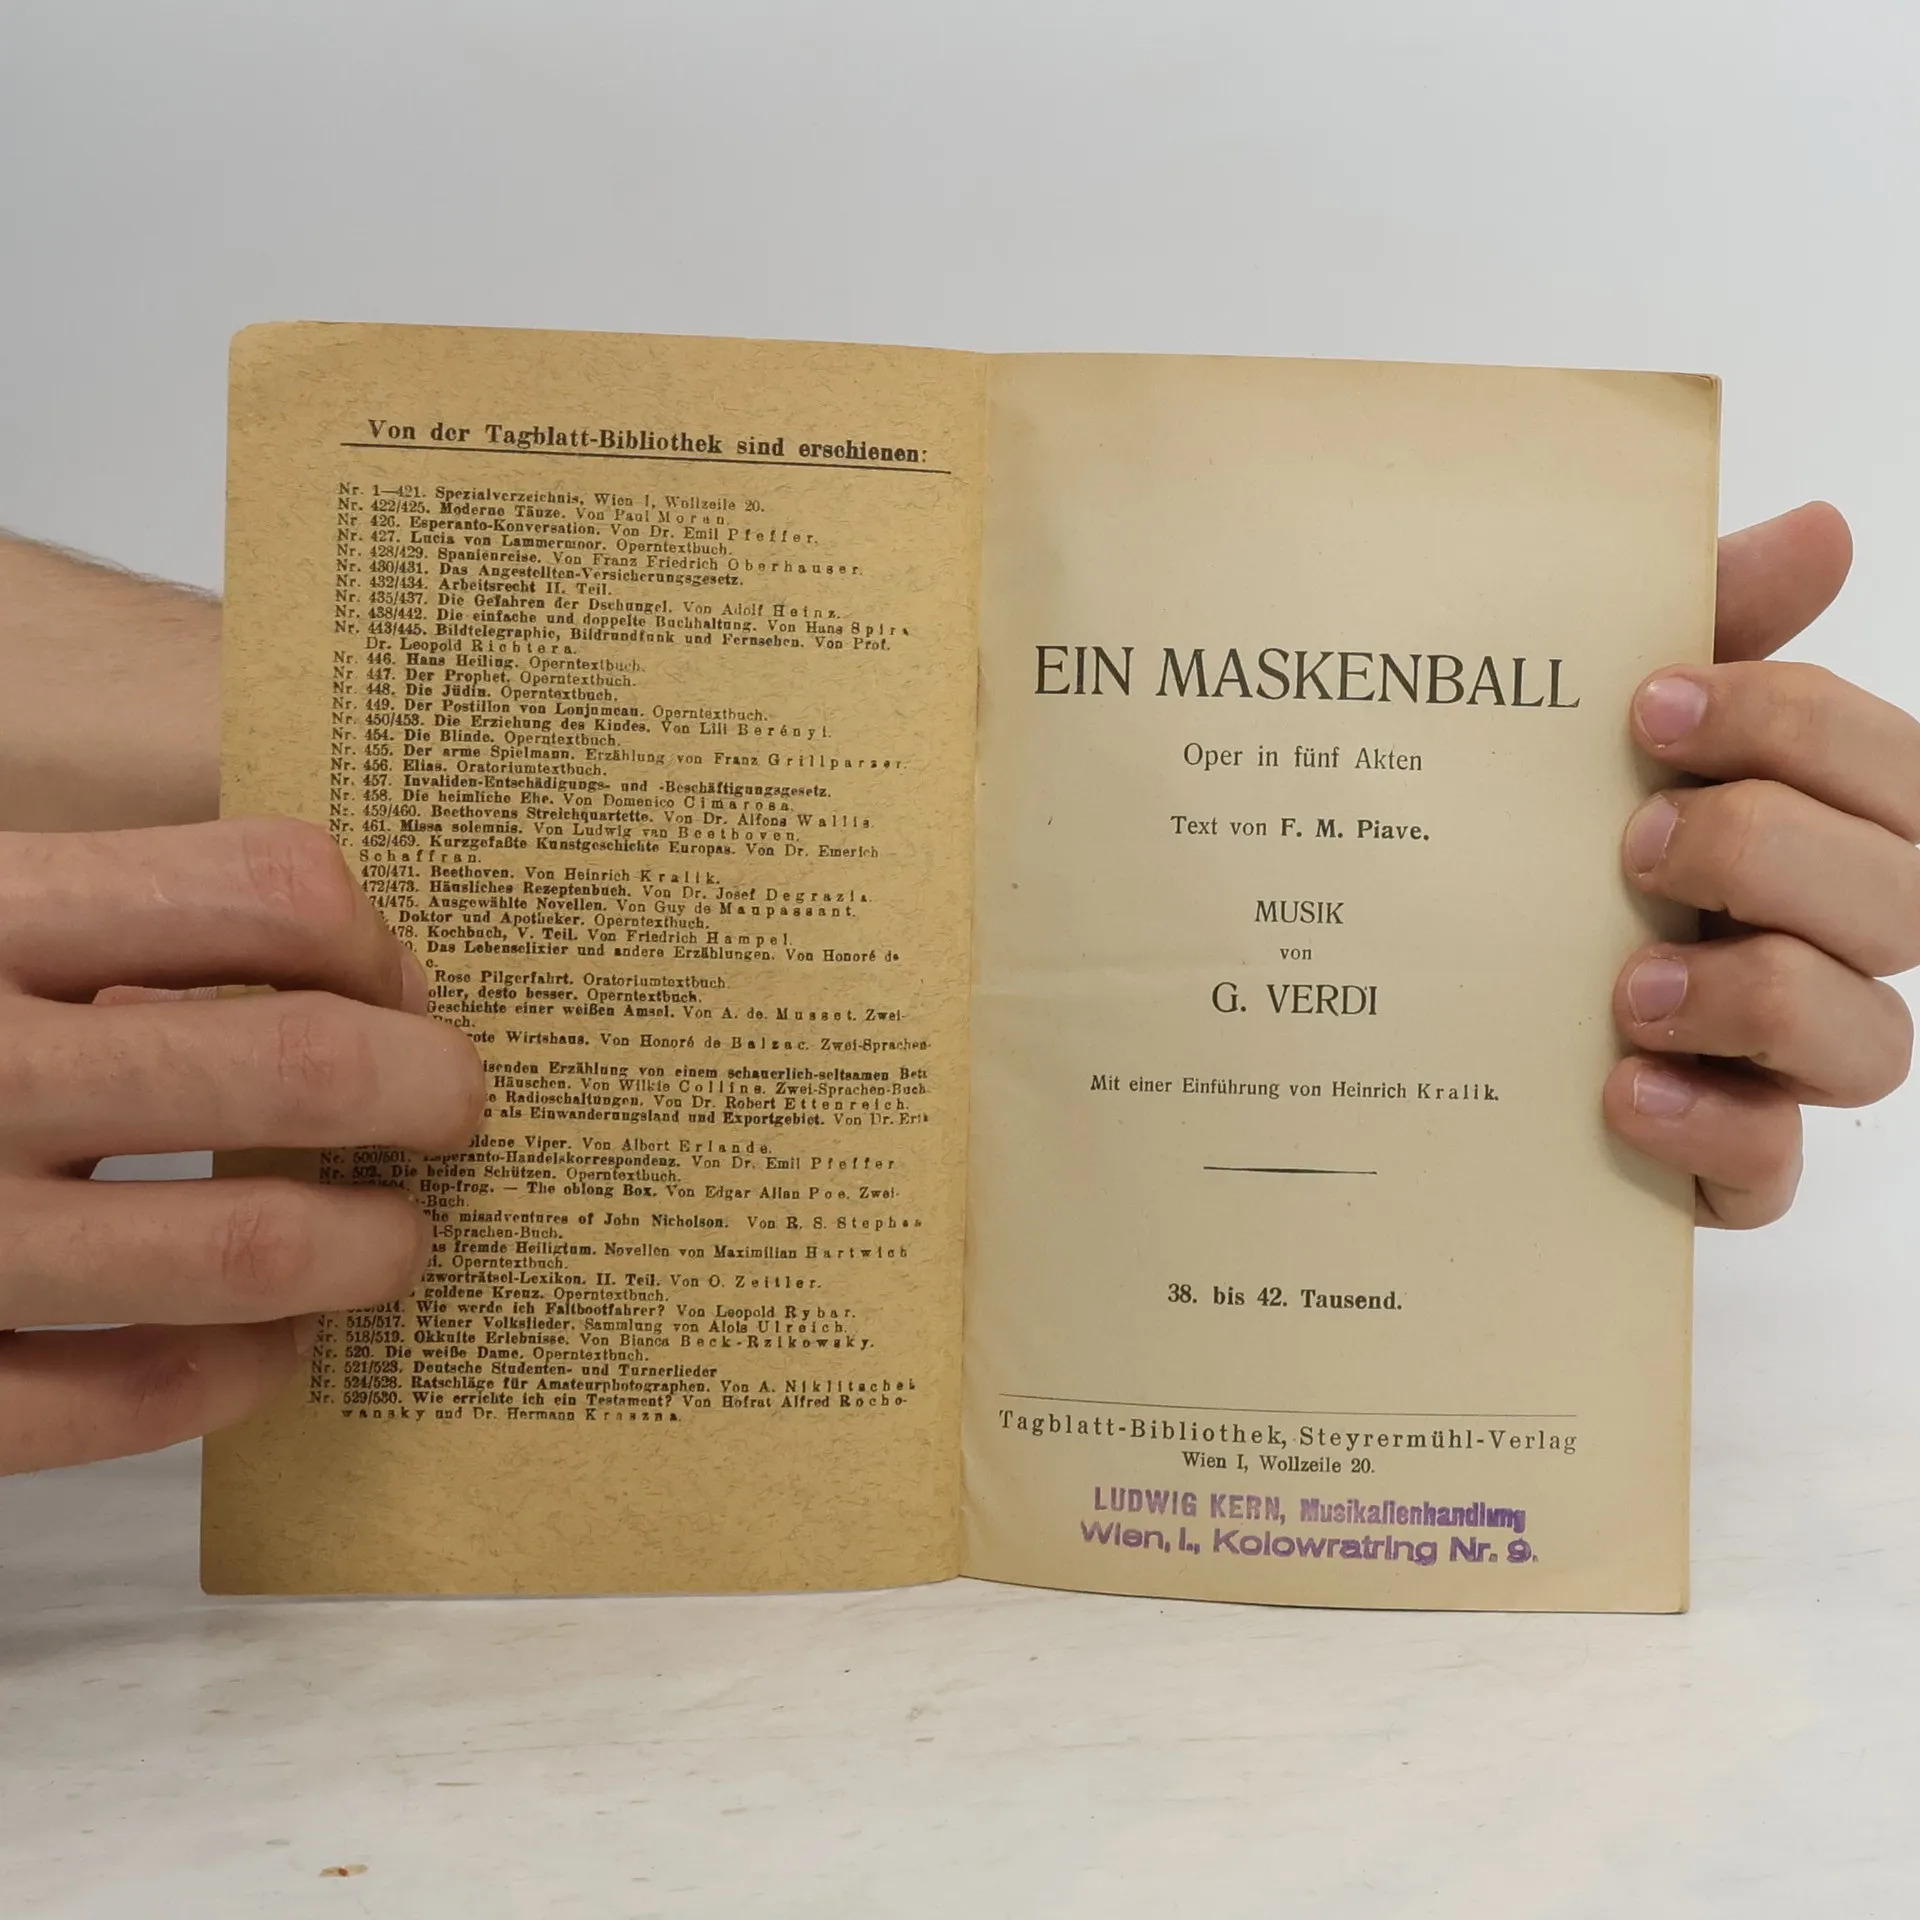 Von der Tagblatt-Bibliothek sind erschienen:
Nr. 1—421. Spezialverzeichnis, Wien I, Wollzeile 20.
Nr. 422/425. Moderne Tänze. Von Paul Moran.
Nr. 426. Esperanto-Konversation. Von Dr. Emil Pfeffer.
Nr. 427. Lucia von Lammermoor. Operntextbuch.
Nr. 428/429. Spanienreise. Von Franz Friedrich Oberhauser.
Nr. 430/431. Das Angestellten-Versicherungsgesetz.
Nr. 432/434. Arbeitsrecht II. Teil.
Nr. 435/437. Die Gefahren der Dschungel. Von Adolf Heinz.
Nr. 438/442. Die einfache und doppelte Buchhaltung. Von Hans
Nr. 443/445. Bildtelegraphie, Bildrundfunk und Fernsehen. Von Prof.
Dr. Leopold Richtera.
Nr. 446. Hans Heiling. Operntextbuch.
Nr. 447. Der Prophet. Operntextbuch.
Nr. 448. Die Jüdin. Operntextbuch.
Nr. 449. Der Postillon von Lonjumeau. Operntextbuch.
Nr. 450/453. Die Erziehung des Kindes. Von Lili Berényi.
Nr. 454. Die Blinde. Operntextbuch.
Nr. 455. Der arme Spielmann. Erzählung von Franz Grillparzer.
Nr. 456. Elias. Oratoriumtextbuch.
Nr. 457. Invaliden-Entschädigungs- und -Beschäftigungsgesetz.
Nr. 458. Die heimliche Ehe. Von Domenico Cimarosa.
Nr. 459/460. Beethovens Streichquartette. Von Dr. Alfons Wallis.
Nr. 461. Missa solemnis. Von Ludwig van Beethoven.
Nr. 462/469. Kurzgefaßte Kunstgeschichte Europas. Von Dr. Emerich
Schaffran.
470/471. Beethoven. Von Heinrich Kralik.
472/473. Häusliches Rezeptenbuch. Von Dr. Josef Degrazia.
74/475. Ausgewählte Novellen. Von Guy de Maupassant.
Doktor und Apotheker. Operntextbuch.
478. Kochbuch, V. Teil. Von Friedrich Hampel.
Das Lebenselixier und andere Erzählungen. Von Honoré de
c.
Rose Pilgerfahrt. Oratoriumtextbuch.
oller, desto besser. Operntextbuch.
Geschichte einer weißen Amsel. Von A. de. Musset. Zwei-
Buch.
rote Wirtshaus. Von Honoré de Balzac. Zwei-Sprachen-
isenden Erzählung von einem schauerlich-seltsamen Bett
Häuschen. Von Wilkie Collins. Zwei-Sprachen-Buch
e Radioschaltungen. Von Dr. Robert Ettenreich.
als Einwanderungsland und Exportgebiet. Von Dr. Erik
oldene Viper. Von Albert Erlande.
Nr. 500/501. Esperanto-Handelskorrespondenz. Von Dr. Emil Pfeffer
Nr. 502. Die beiden Schützen. Operntextbuch.
Hop-frog. — The oblong Box. Von Edgar Allan Poe. Zwei-
-Buch.
The misadventures of John Nicholson. Von R. S.
l-Sprachen-Buch.
as fremde Heiligtum. Novellen von Maximilian Hartwich
Operntextbuch.
zworträtsel-Lexikon. II. Teil. Von O. Zeitler.
goldene Kreuz. Operntextbuch.
Wie werde ich Faltbootfahrer? Von Leopold Rybar.
Nr. 515/517. Wiener Volkslieder. Sammlung von Alois Ulreich.
Nr. 518/519. Okkulte Erlebnisse. Von Bianca Beck-Rzikowsky.
Nr. 520. Die weiße Dame. Operntextbuch.
Nr. 521/523. Deutsche Studenten- und Turnerlieder
Nr. 524/528. Ratschläge für Amateurphotographen. Von A. Niklitschek
Nr. 529/530. Wie errichte ich ein Testament? Von Hofrat Alfred Rocho-
wansky und Dr. Hermann Kraszna.
EIN MASKENBALL
Oper in fünf Akten
Text von F. M. Piave.
MUSIK
von
G. VERDI
Mit einer Einführung von Heinrich Kralik.
38. bis 42. Tausend.
Tagblatt-Bibliothek, Steyrermühl-Verlag
Wien I, Wollzeile 20.
LUDWIG KERN, Musikalienhandlung
Wien, I., Kolowratring Nr. 9.